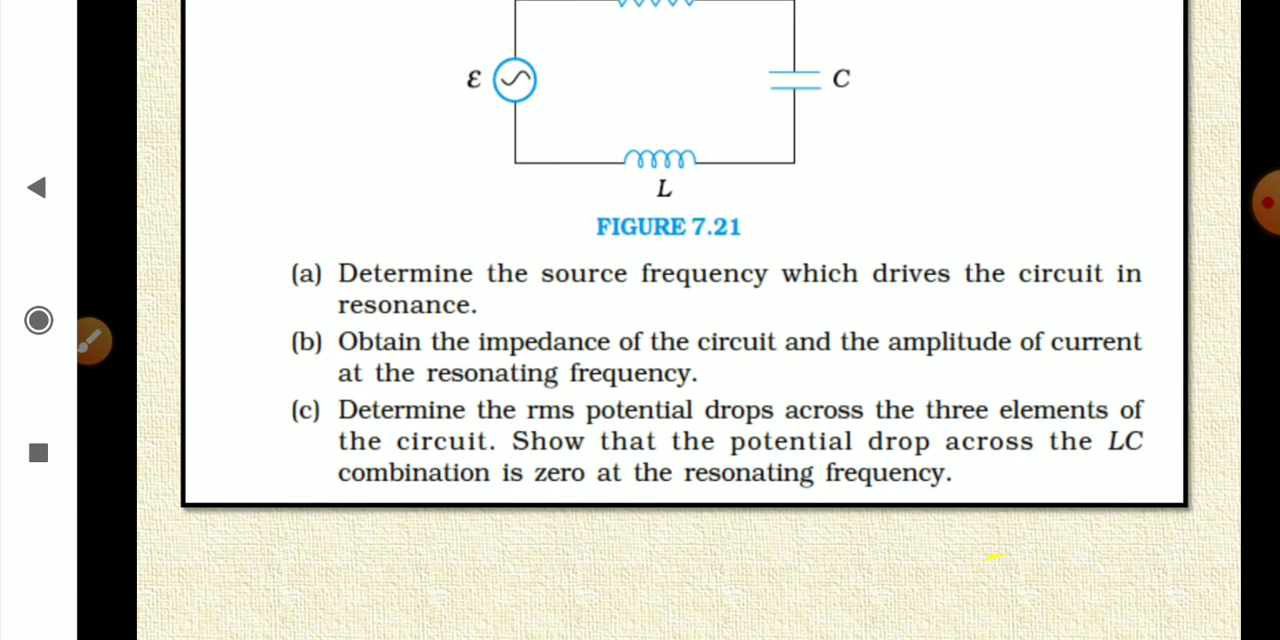 ε
C
L
FIGURE 7.21
(a) Determine the source frequency which drives the circuit in
resonance.
(b) Obtain the impedance of the circuit and the amplitude of current
at the resonating frequency.
(c) Determine the rms potential drops across the three elements of
the circuit. Show that the potential drop across the LC
combination is zero at the resonating frequency.